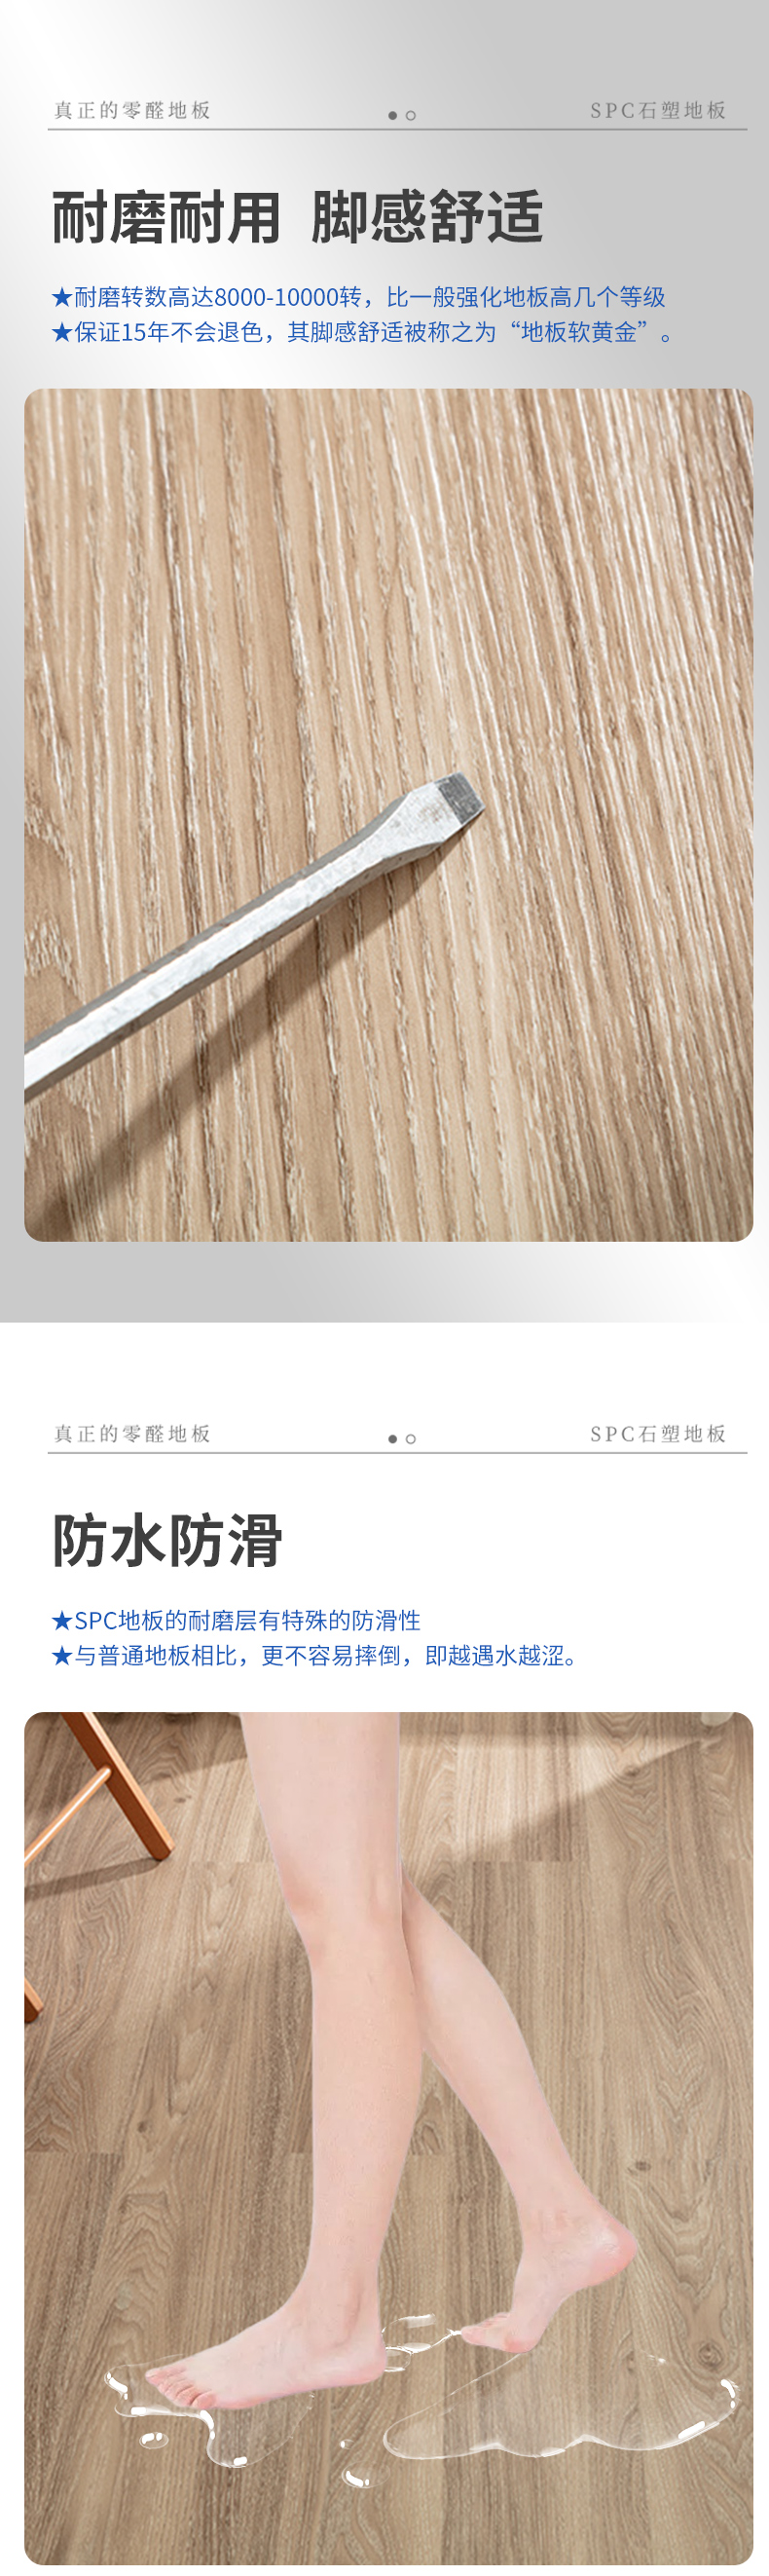 真正的零醛地板
SPC石塑地板
耐磨耐用 脚感舒适
★耐磨转数高达8000-10000转，比一般强化地板高几个等级
★保证15年不会退色，其脚感舒适被称之为“地板软黄金”。
真正的零醛地板
SPC石塑地板
防水防滑
★SPC地板的耐磨层有特殊的防滑性
★与普通地板相比，更不容易摔倒，即越遇水越涩。